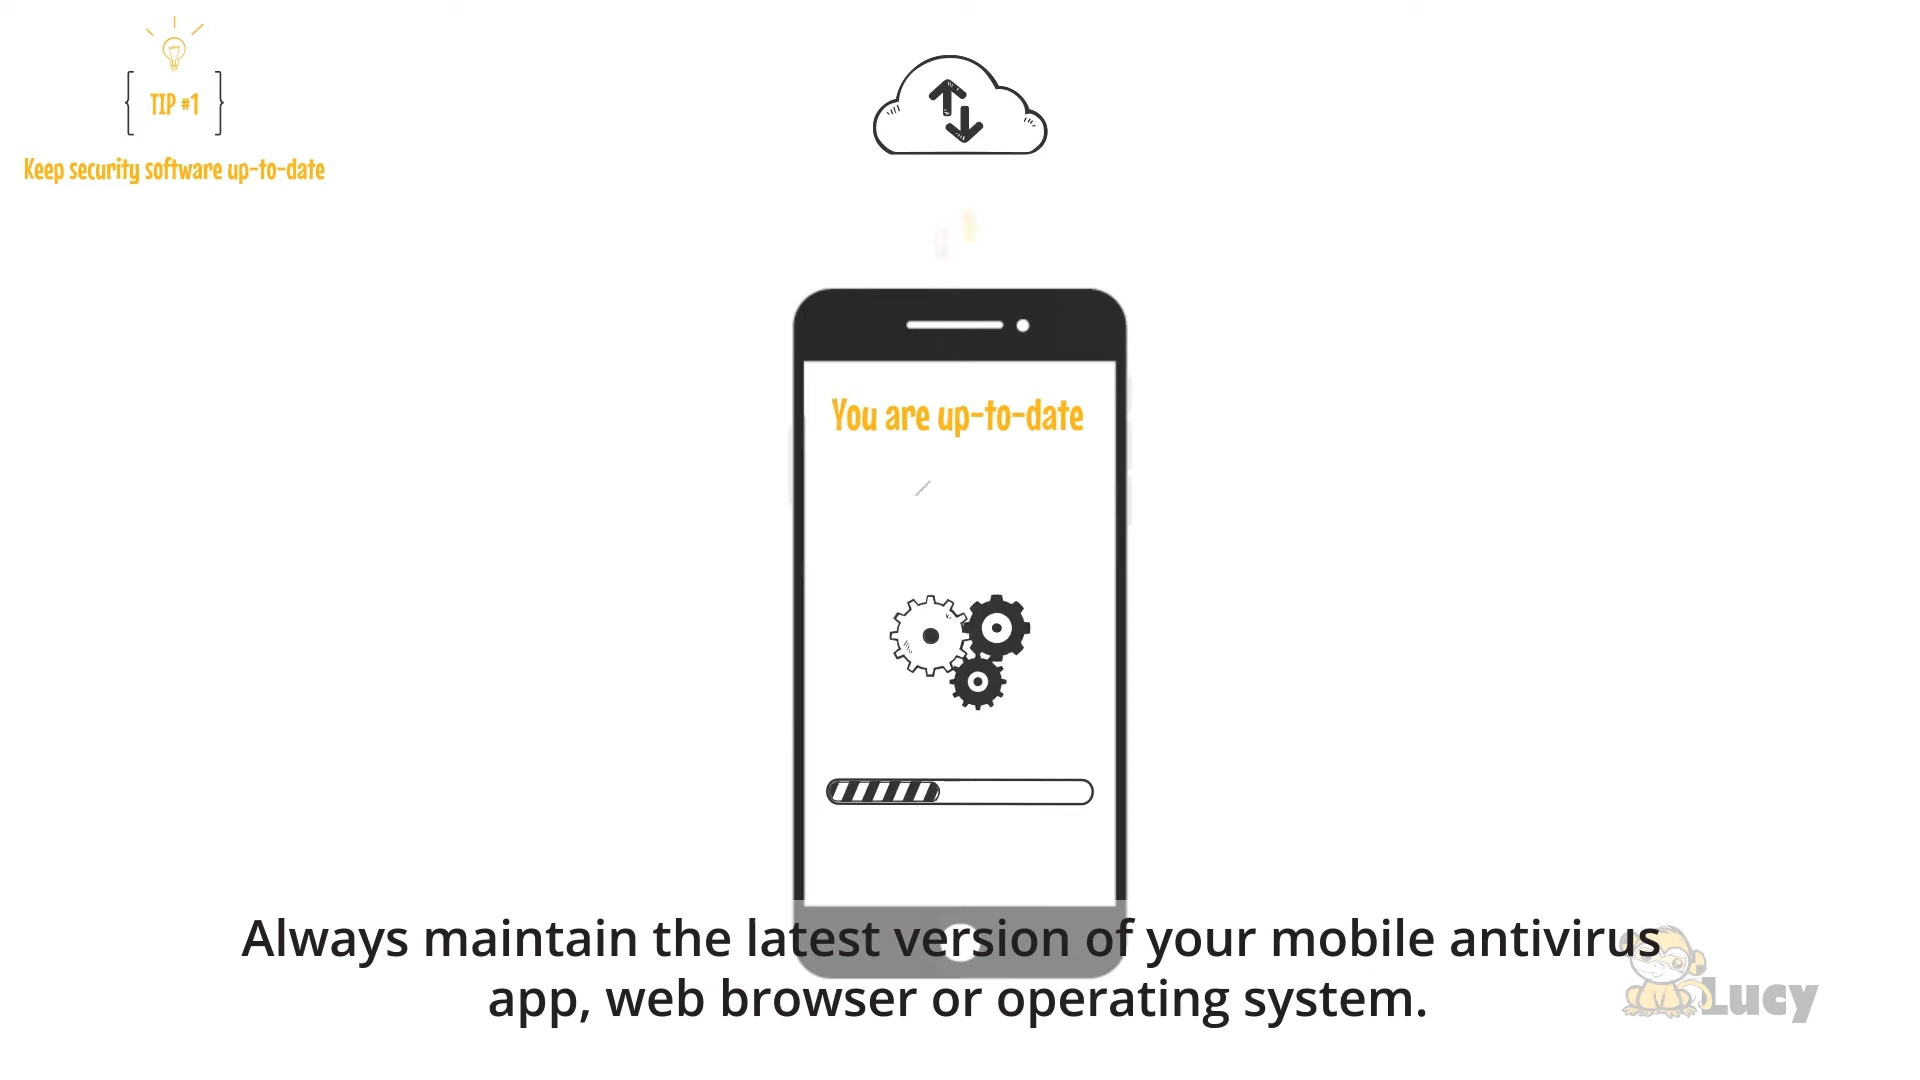 TIP #1
Keep security software up-to-date
You are up-to-date
Always maintain the latest version of your mobile antivirus
app, web browser or operating system.
Lucy